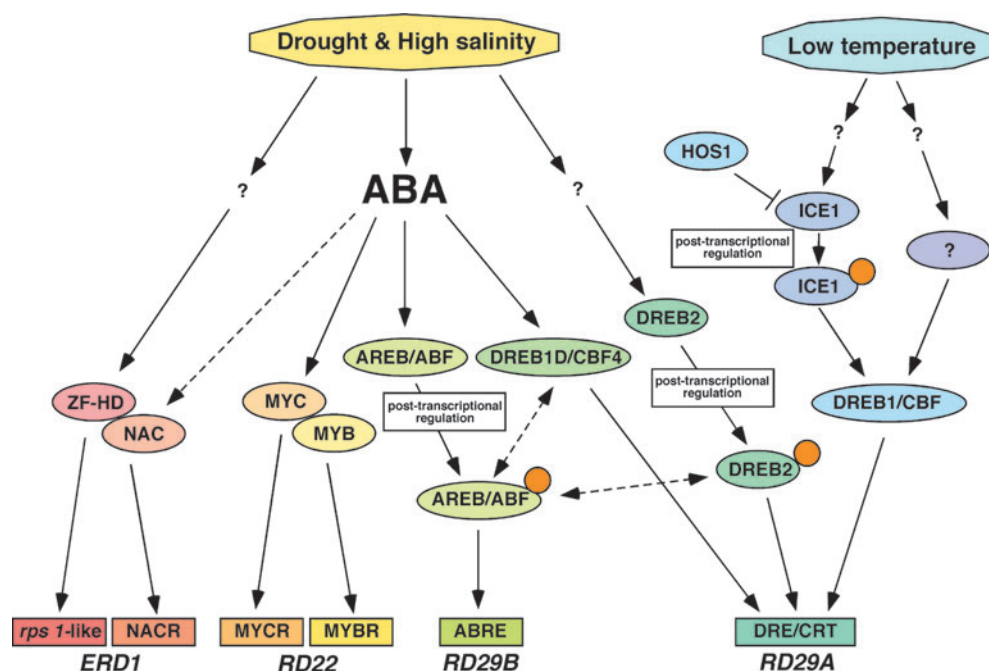 Drought & High salinity
Low temperature
?
?
HOS1
?
ABA
?
ICE1
post-transcriptional
regulation
?
ICE1
DREB2
AREB/ABF
DREB1D/CBF4
post-transcriptional
regulation
ZF-HD
MYC
DREB1/CBF
post-transcriptional
regulation
NAC
MYB
DREB2
AREB/ABF
rps 1-like
NACR
MYCR
MYBR
ABRE
DRE/CRT
ERD1
RD22
RD29B
RD29A